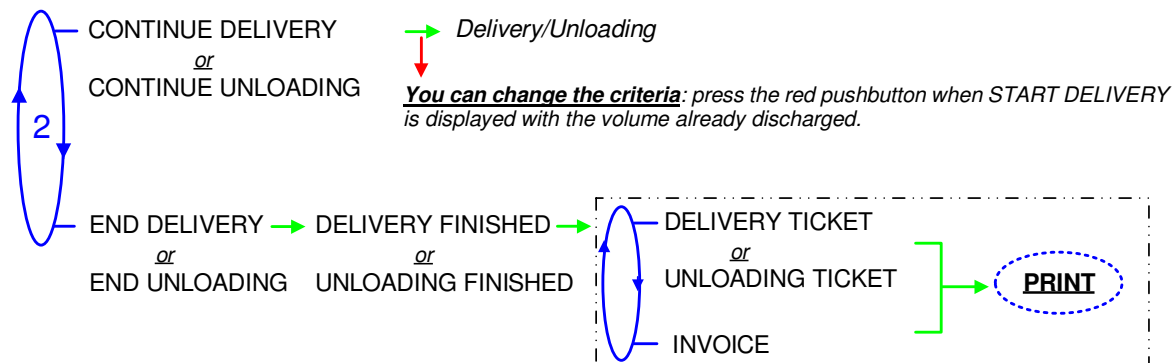 CONTINUE DELIVERY
or
CONTINUE UNLOADING
Delivery/Unloading
You can change the criteria: press the red pushbutton when START DELIVERY
is displayed with the volume already discharged.
2
END DELIVERY
or
END UNLOADING
DELIVERY FINISHED
or
UNLOADING FINISHED
DELIVERY TICKET
or
UNLOADING TICKET
INVOICE
PRINT